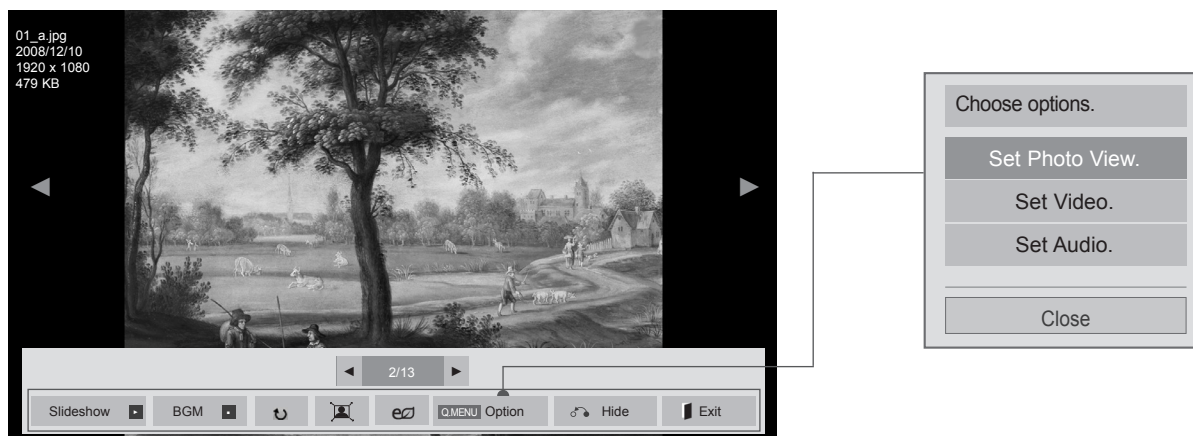 01_a.jpg
2008/12/10
1920 x 1080
479 KB
2/13
Slideshow
BGM
Q.MENU Option
Hide
Exit
Choose options.
Set Photo View.
Set Video.
Set Audio.
Close